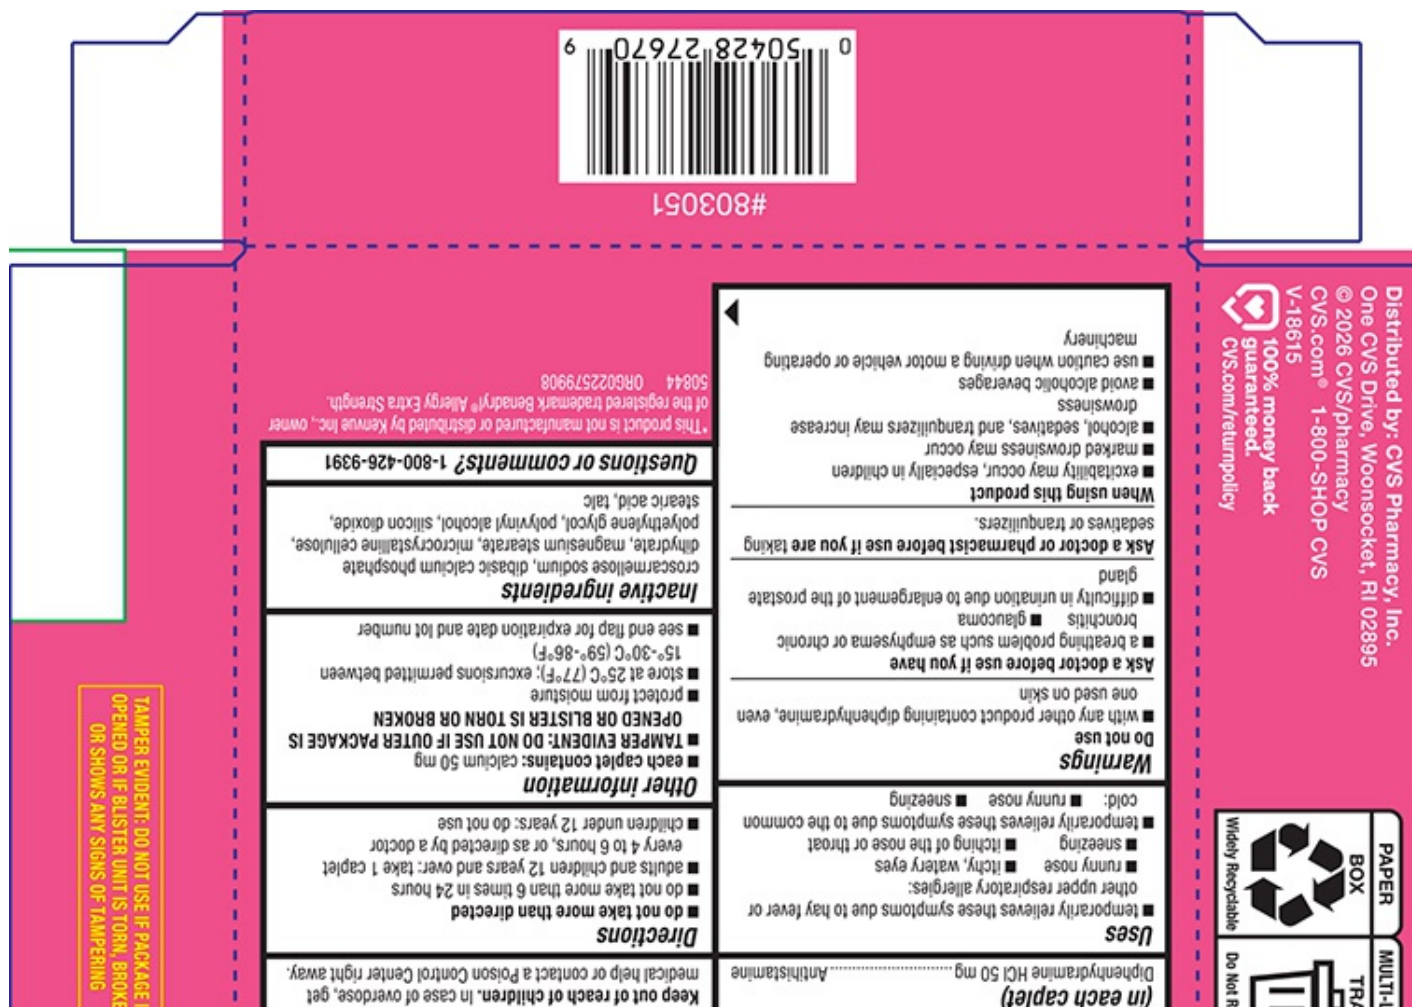 (in each caplet)
Diphenhydramine HCl 50 mg..............................Antihistamine
Uses
■ temporarily relieves these symptoms due to hay fever or
other upper respiratory allergies:
■ runny nose ■ itchy, watery eyes
■ sneezing ■ itching of the nose or throat
■ temporarily relieves these symptoms due to the common
cold: ■ runny nose ■ sneezing
Warnings
Do not use
■ with any other product containing diphenhydramine, even
one used on skin
Ask a doctor before use if you have
■ a breathing problem such as emphysema or chronic
bronchitis ■ glaucoma
■ difficulty in urination due to enlargement of the prostate
gland
Ask a doctor or pharmacist before use if you are taking
sedatives or tranquilizers.
When using this product
■ excitability may occur, especially in children
■ marked drowsiness may occur
■ alcohol, sedatives, and tranquilizers may increase
drowsiness
■ avoid alcoholic beverages
■ use caution when driving a motor vehicle or operating
machinery
Keep out of reach of children. In case of overdose, get
medical help or contact a Poison Control Center right away.
Directions
■ do not take more than directed
■ do not take more than 6 times in 24 hours
■ adults and children 12 years and over: take 1 caplet
every 4 to 6 hours, or as directed by a doctor
■ children under 12 years: do not use
Other information
■ each caplet contains: calcium 50 mg
■ TAMPER EVIDENT: DO NOT USE IF OUTER PACKAGE IS
OPENED OR BLISTER IS TORN OR BROKEN
■ protect from moisture
■ store at 25°C (77°F); excursions permitted between
15°-30°C (59°-86°F)
■ see end flap for expiration date and lot number
Inactive ingredients
croscarmellose sodium, dibasic calcium phosphate
dihydrate, magnesium stearate, microcrystalline cellulose,
polyethylene glycol, polyvinyl alcohol, silicon dioxide,
stearic acid, talc
Questions or comments? 1-800-426-9391
*This product is not manufactured or distributed by Kenvue Inc., owner
of the registered trademark Benadryl® Allergy Extra Strength.
50844 ORG022579908
#803051
0 50428 27670 9
Distributed by: CVS Pharmacy, Inc.
One CVS Drive, Woonsocket, RI 02895
© 2026 CVS/pharmacy
CVS.com® 1-800-SHOP CVS
V-18615
100% money back
guaranteed.
CVS.com/returnpolicy
PAPER
BOX
Widely Recyclable
MULTI-
TRA
Do Not R
TAMPER EVIDENT: DO NOT USE IF PACKAGE
OPENED OR IF BLISTER UNIT IS TORN, BROKE
OR SHOWS ANY SIGNS OF TAMPERING